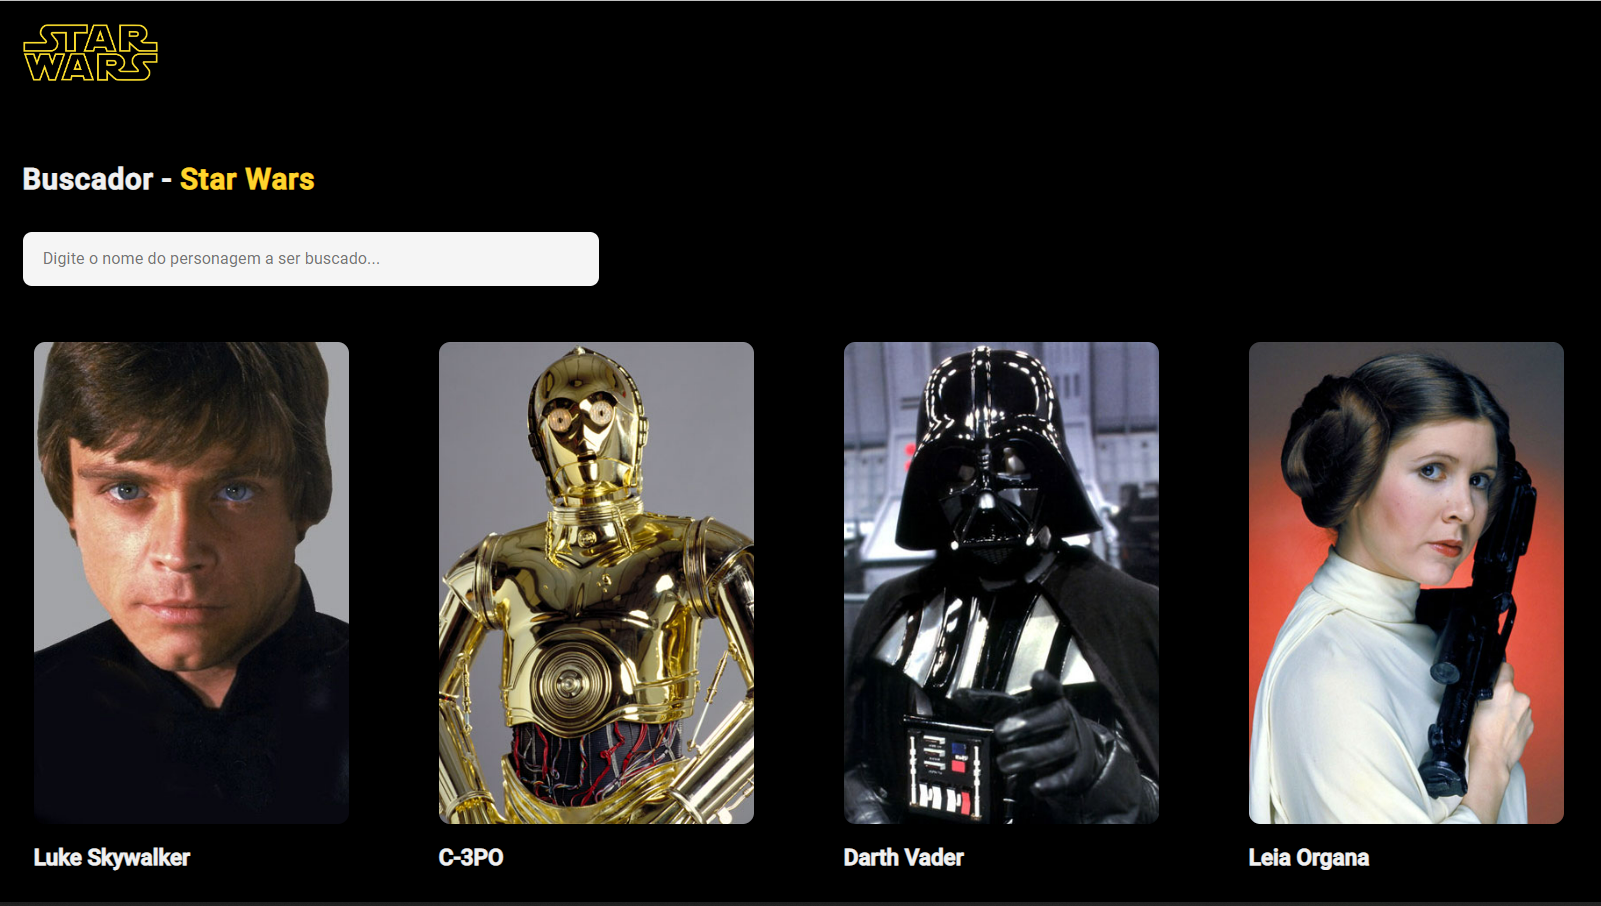 STAR
WARS
Buscador - Star Wars
Digite o nome do personagem a ser buscado...
Luke Skywalker
C-3PO
Darth Vader
Leia Organa